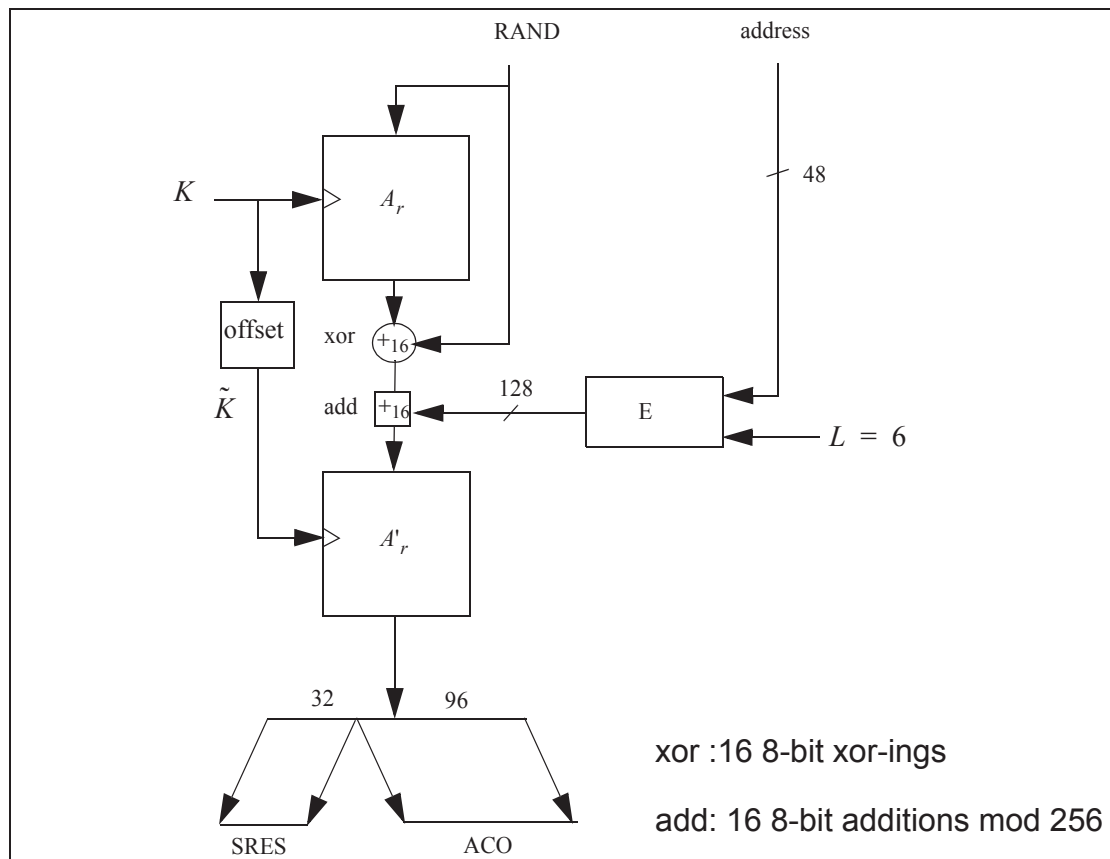 RAND
address
48
K
A_r
offset
xor
+16
K̃
add
+16
128
E
L = 6
A'_r
32
96
xor :16 8-bit xor-ings
add: 16 8-bit additions mod 256
SRES
ACO